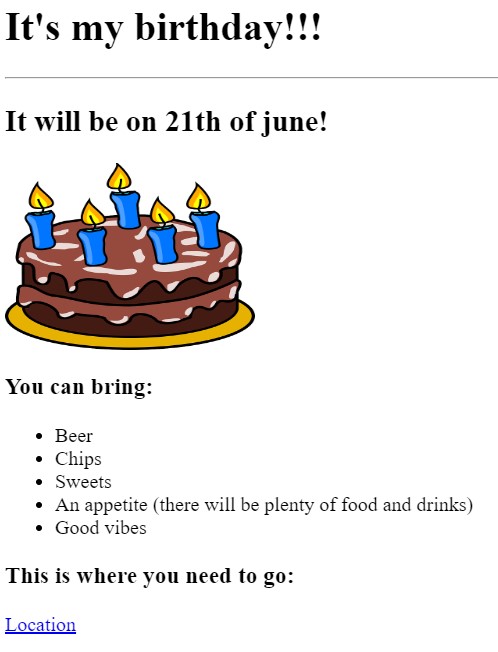 It's my birthday!!!
It will be on 21th of june!
You can bring:
Beer
Chips
Sweets
An appetite (there will be plenty of food and drinks)
Good vibes
This is where you need to go:
Location